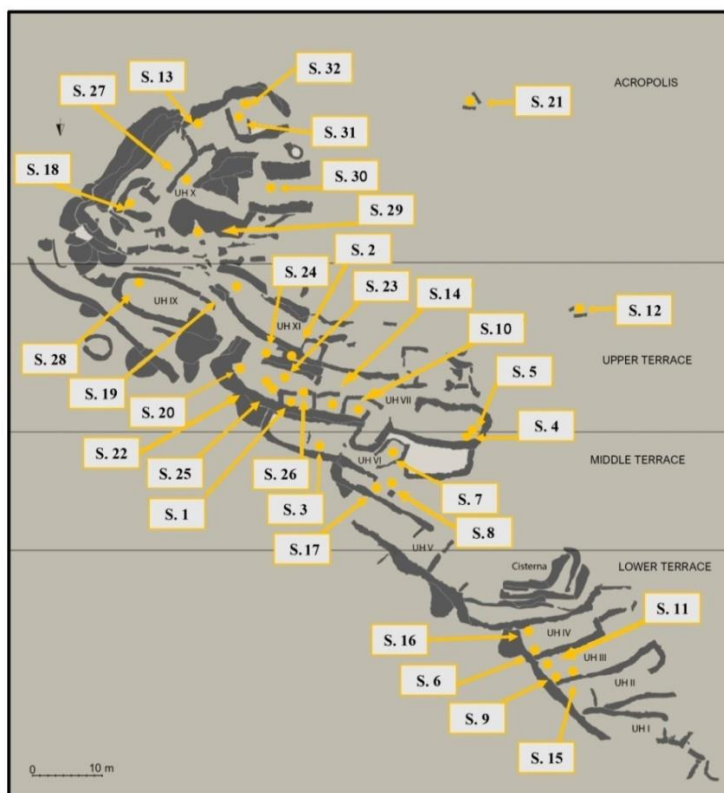 S. 32
S. 13
S. 21
ACROPOLIS
S. 27
S. 31
S. 18
S. 30
UH X
S. 29
S. 2
S. 24
S. 23
S. 14
UH IX
S. 10
S. 12
UH XI
S. 28
UPPER TERRACE
S. 5
S. 19
UH VII
S. 20
S. 4
S. 22
UH VI
MIDDLE TERRACE
S. 25
S. 26
S. 7
S. 1
S. 3
S. 8
S.17
UH V
Cisterna
LOWER TERRACE
S. 11
S. 16
UH IV
UH III
S. 6
UH II
S. 9
UH I
S. 15
0 10 m